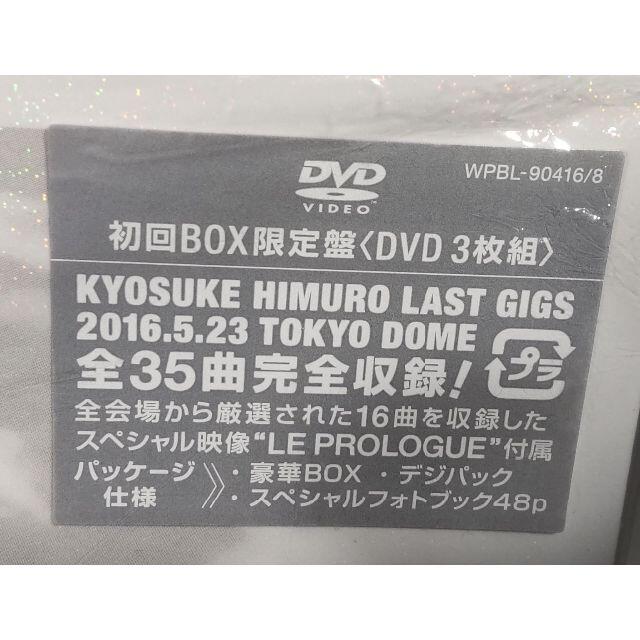 DVD
VIDEO
WPBL-90416/8
初回BOX限定盤〈DVD 3枚組〉
KYOSUKE HIMURO LAST GIGS
2016.5.23 TOKYO DOME
全35曲完全収録!
プラ
全会場から厳選された16曲を収録した
スペシャル映像“LE PROLOGUE”付属
パッケージ仕様 》・豪華BOX ・デジパック
・スペシャルフォトブック48p